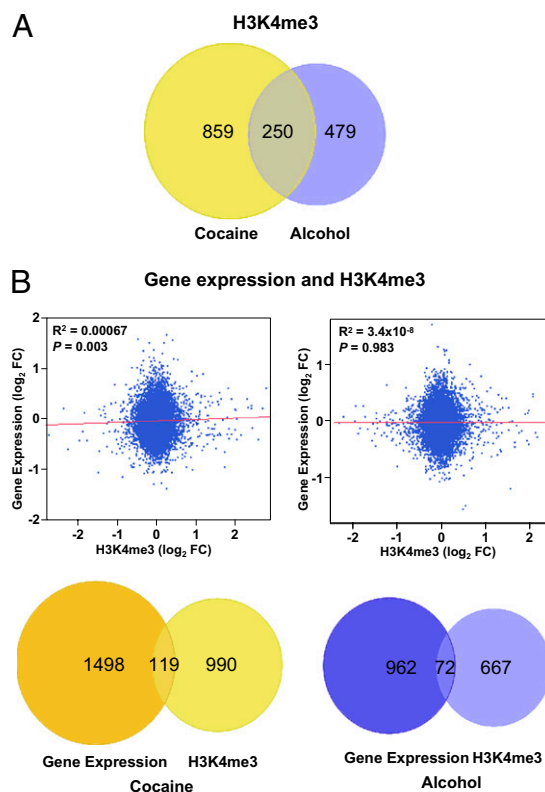 A
H3K4me3
859 250 479
Cocaine Alcohol
B
Gene expression and H3K4me3
R² = 0.00067
P = 0.003
Gene Expression (log₂ FC)
2
1
0
-1
-2
-2 -1 0 1 2
H3K4me3 (log₂ FC)
R² = 3.4x10⁻⁸
P = 0.983
Gene Expression (log₂ FC)
1
0
-1
-2 -1 0 1 2
H3K4me3 (log₂ FC)
1498 119 990
Gene Expression H3K4me3
Cocaine
962 72 667
Gene Expression H3K4me3
Alcohol